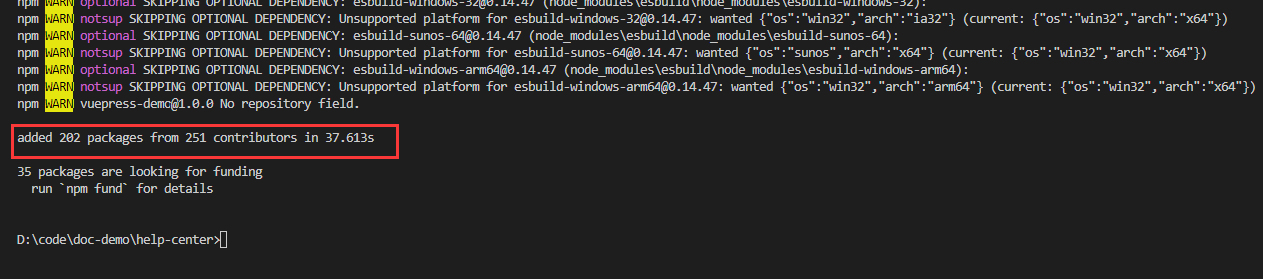 npm WARN optional SKIPPING OPTIONAL DEPENDENCY: esbuild-windows-32@0.14.47 (node_modules\esbuild\node_modules\esbuild-windows-32):
npm WARN notsup SKIPPING OPTIONAL DEPENDENCY: Unsupported platform for esbuild-windows-32@0.14.47: wanted {"os":"win32","arch":"ia32"} (current: {"os":"win32","arch":"x64"})
npm WARN optional SKIPPING OPTIONAL DEPENDENCY: esbuild-sunos-64@0.14.47 (node_modules\esbuild\node_modules\esbuild-sunos-64):
npm WARN notsup SKIPPING OPTIONAL DEPENDENCY: Unsupported platform for esbuild-sunos-64@0.14.47: wanted {"os":"sunos","arch":"x64"} (current: {"os":"win32","arch":"x64"})
npm WARN optional SKIPPING OPTIONAL DEPENDENCY: esbuild-windows-arm64@0.14.47 (node_modules\esbuild\node_modules\esbuild-windows-arm64):
npm WARN notsup SKIPPING OPTIONAL DEPENDENCY: Unsupported platform for esbuild-windows-arm64@0.14.47: wanted {"os":"win32","arch":"arm64"} (current: {"os":"win32","arch":"x64"})
npm WARN vuepress-demc@1.0.0 No repository field.
added 202 packages from 251 contributors in 37.613s
35 packages are looking for funding
run `npm fund` for details
D:\code\doc-demo\help-center>